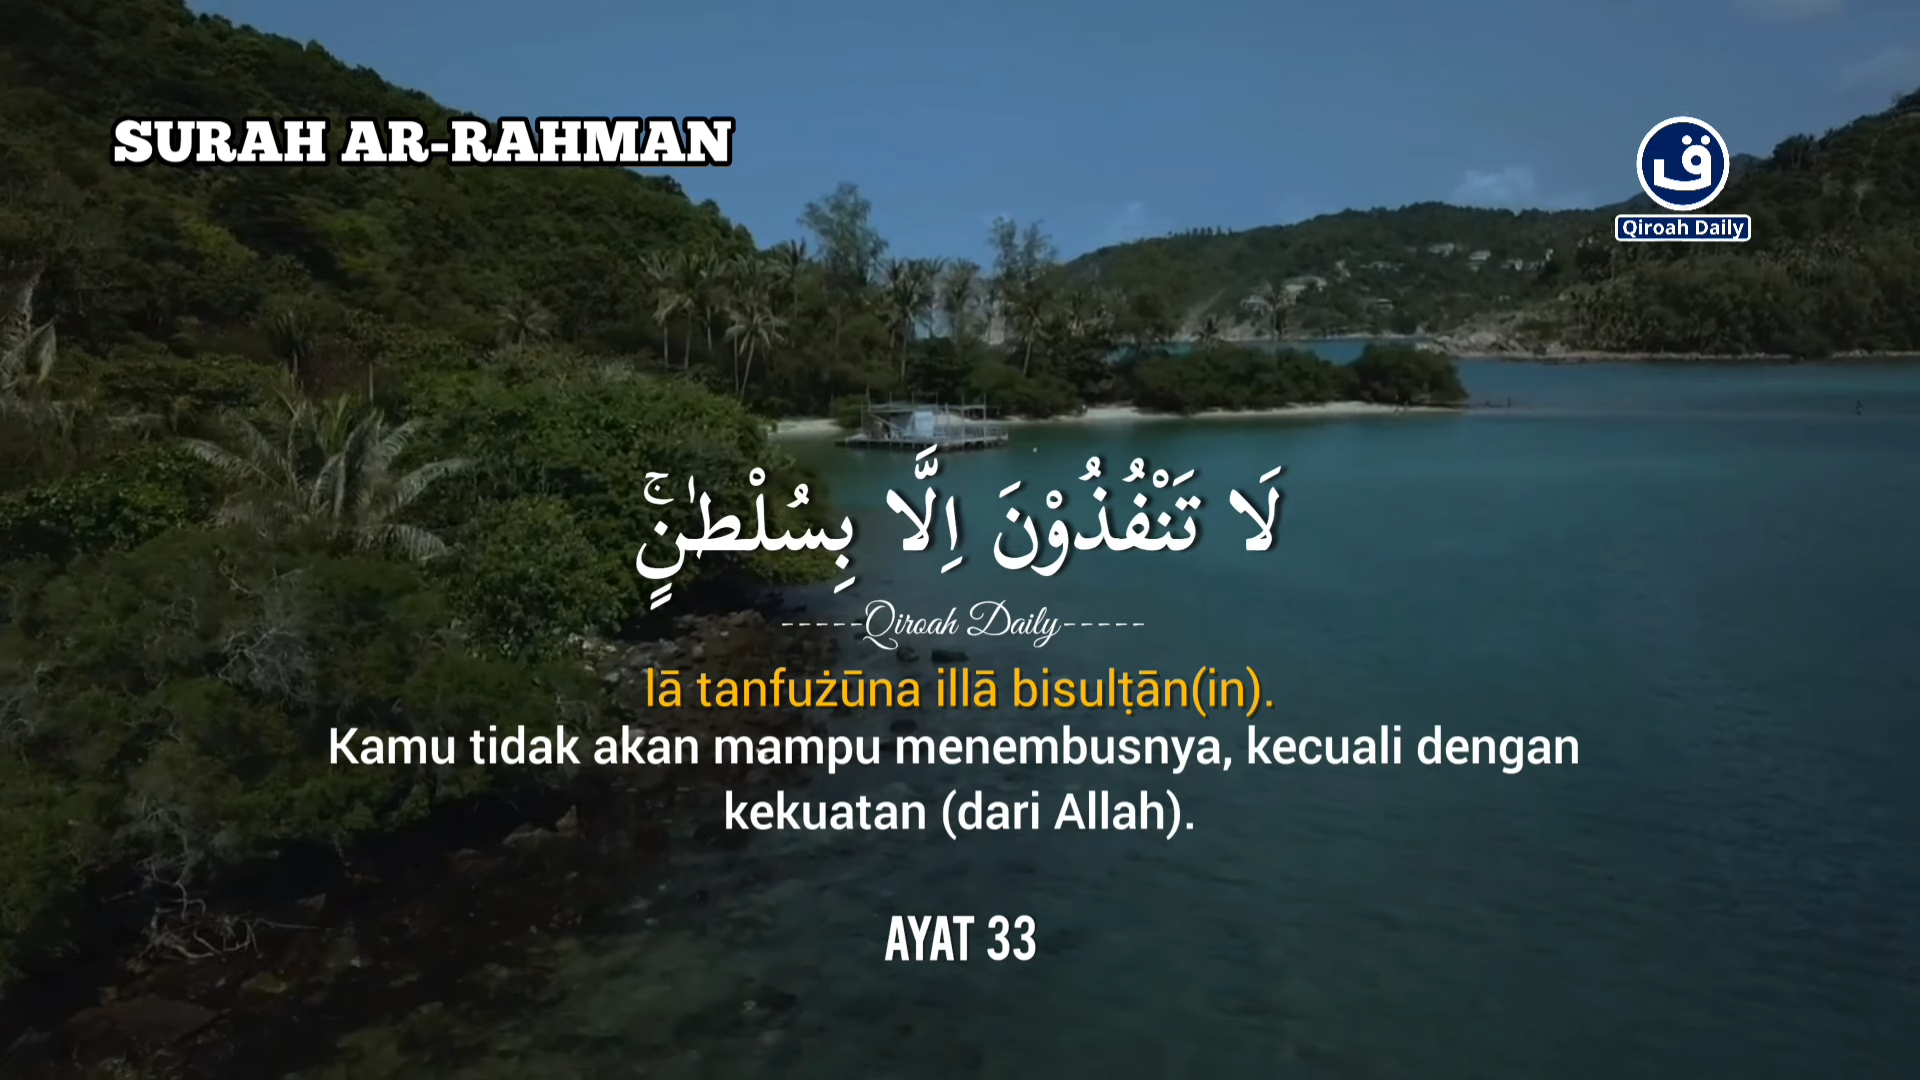 SURAH AR-RAHMAN
ق
Qiroah Daily
لَا تَنْفُذُوْنَ اِلَّا بِسُلْطٰنٍۚ
-----Qiroah Daily-----
lā tanfużūna illā bisulṭān(in).
Kamu tidak akan mampu menembusnya, kecuali dengan
kekuatan (dari Allah).
AYAT 33